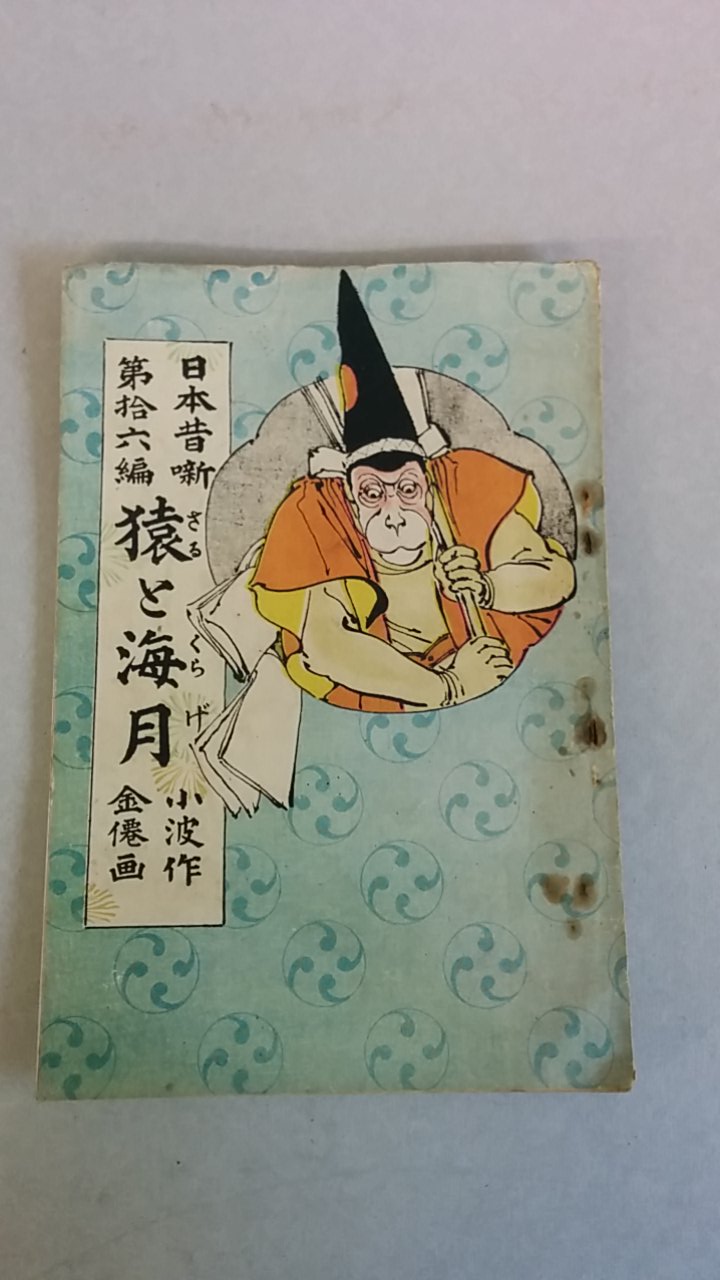 日本昔噺
第拾六編
猿と海月
さる
くらげ
小波作
金僊画